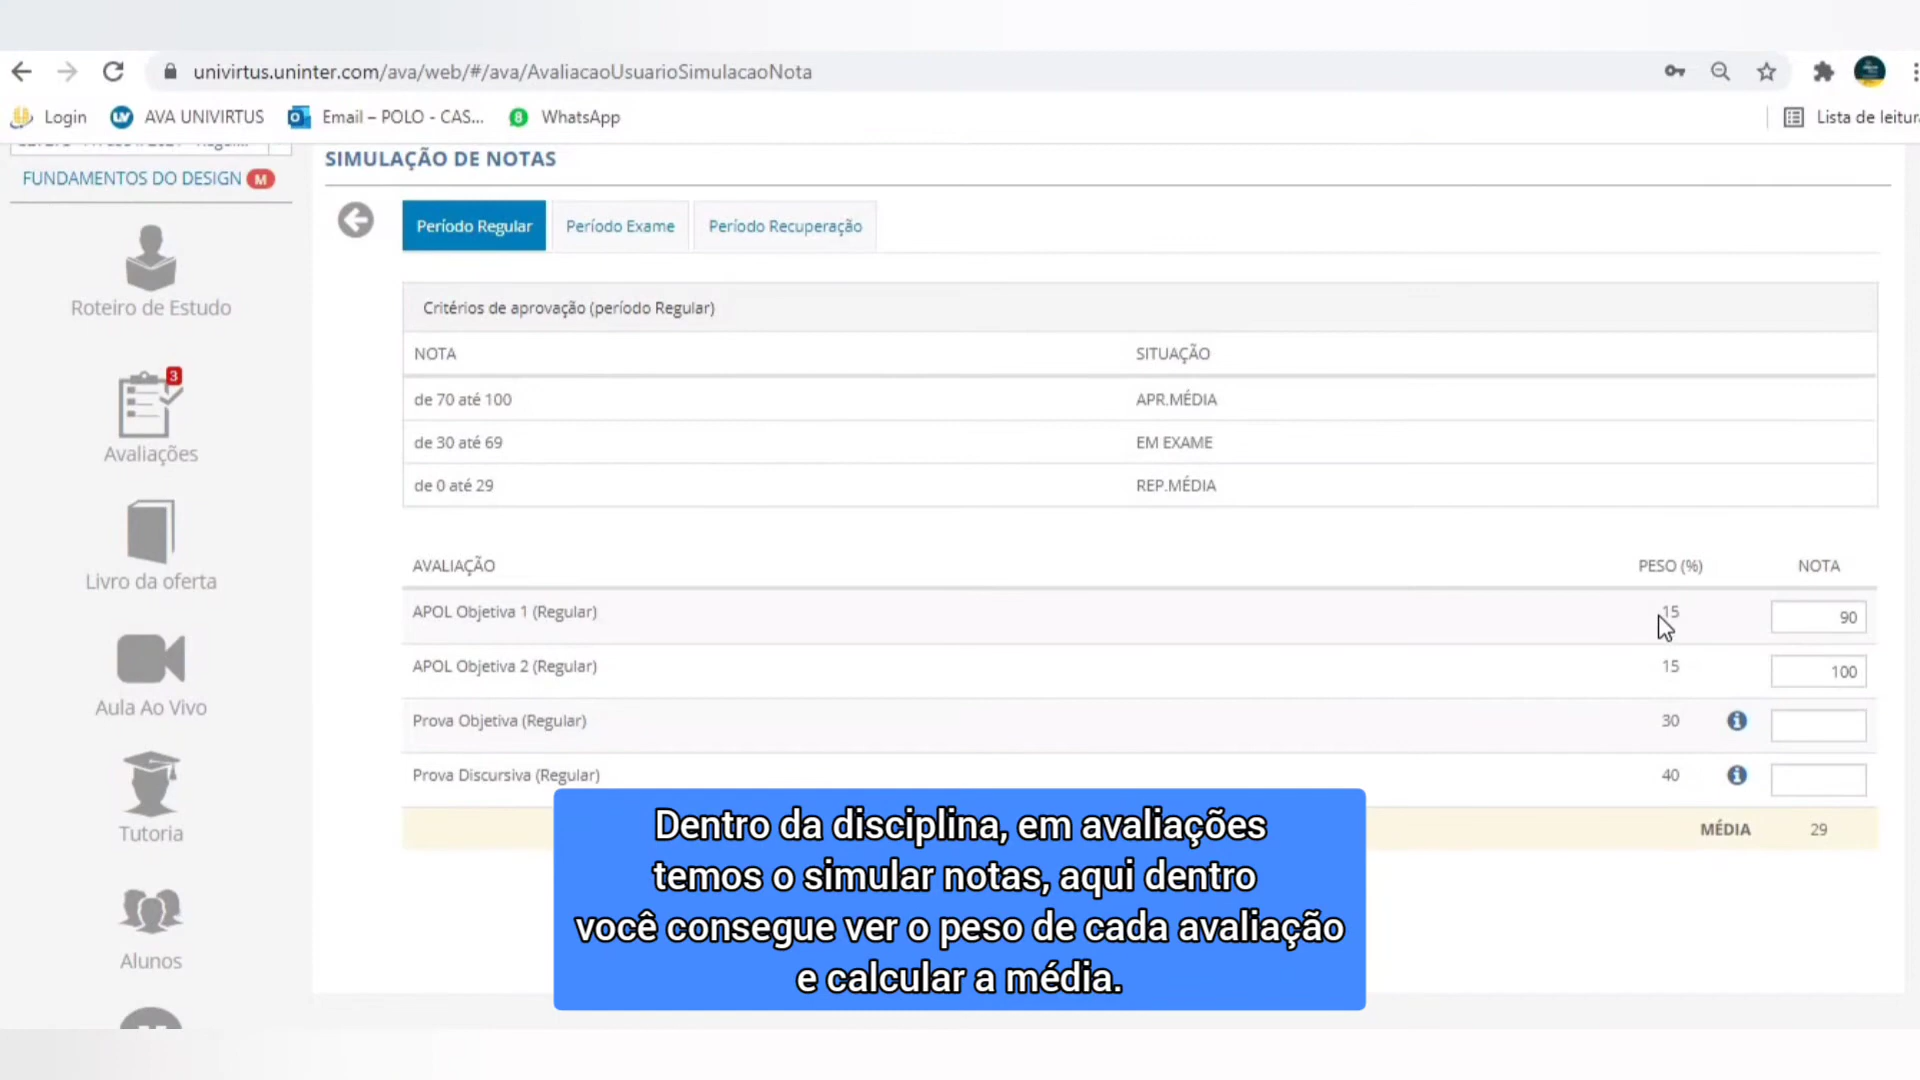 univirtus.uninter.com/ava/web/#/ava/AvaliacaoUsuarioSimulacaoNota
Login AVA UNIVIRTUS Email – POLO - CAS... WhatsApp
FUNDAMENTOS DO DESIGN M
Roteiro de Estudo
3
Avaliações
Livro da oferta
Aula Ao Vivo
Tutoria
Alunos
SIMULAÇÃO DE NOTAS
Período Regular Período Exame Período Recuperação
Critérios de aprovação (período Regular)
NOTA SITUAÇÃO
de 70 até 100 APR.MÉDIA
de 30 até 69 EM EXAME
de 0 até 29 REP.MÉDIA
AVALIAÇÃO PESO (%) NOTA
APOL Objetiva 1 (Regular) 15 90
APOL Objetiva 2 (Regular) 15 100
Prova Objetiva (Regular) 30
Prova Discursiva (Regular) 40
MÉDIA 29
Dentro da disciplina, em avaliações
temos o simular notas, aqui dentro
você consegue ver o peso de cada avaliação
e calcular a média.
Lista de leitura